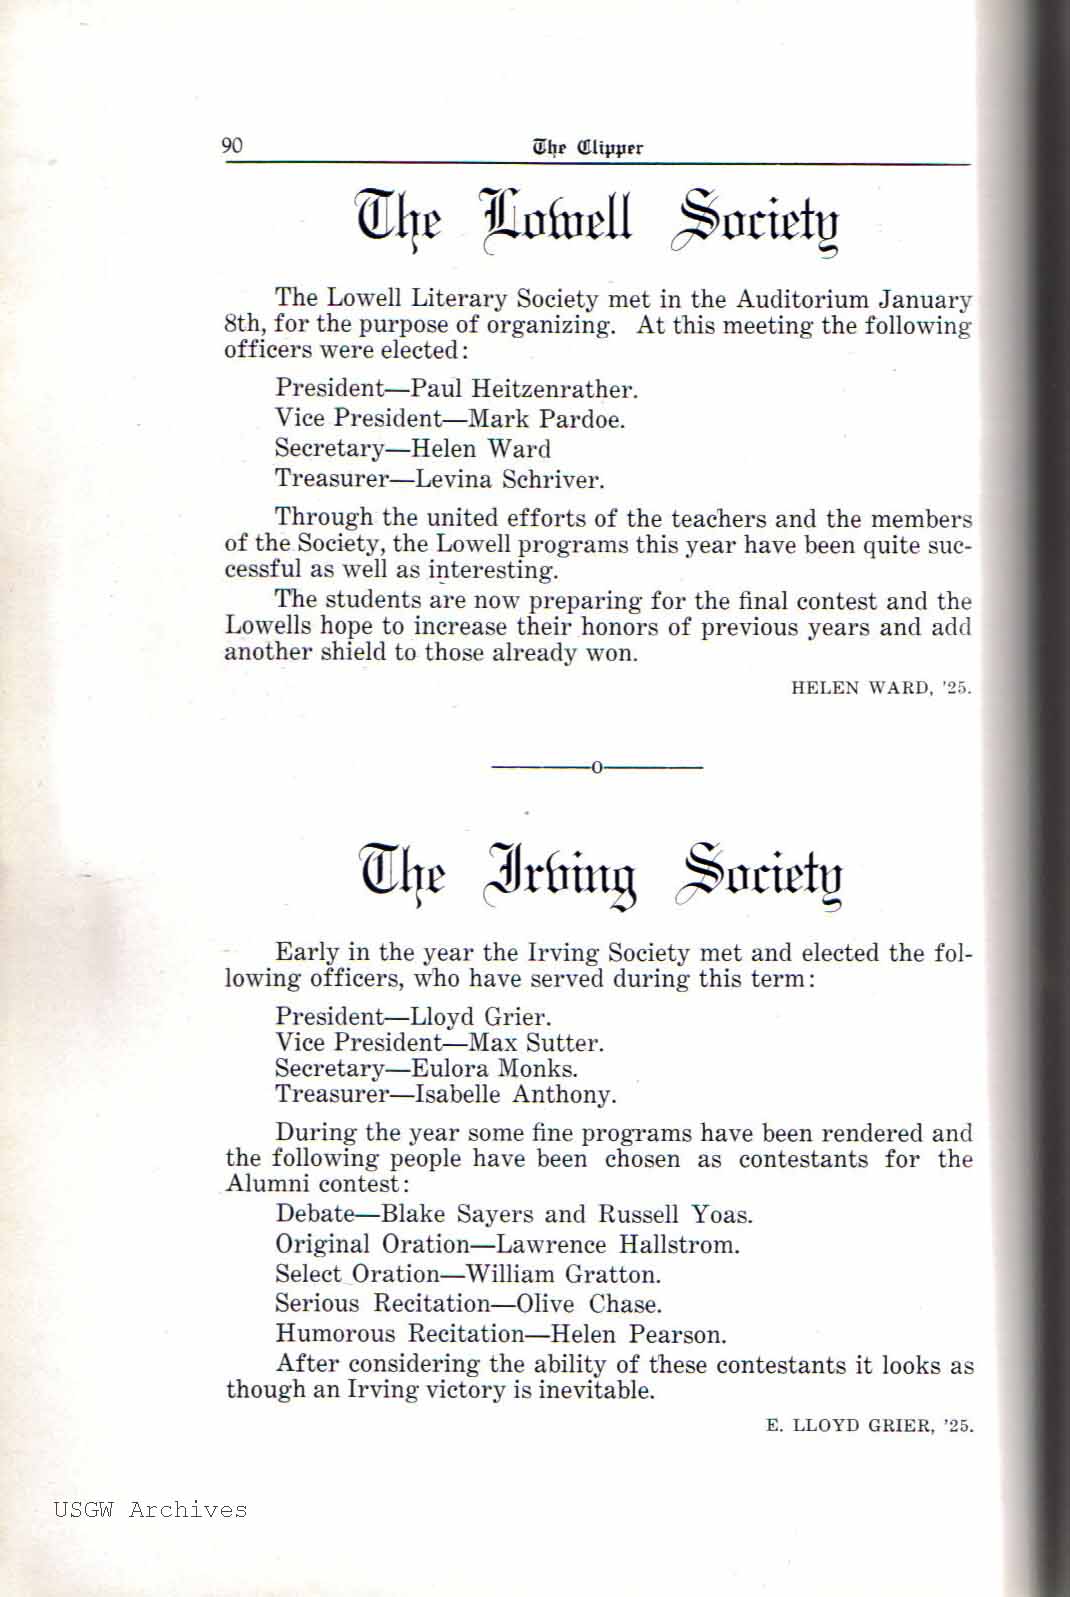 90 The Clipper
The Lowell Society
The Lowell Literary Society met in the Auditorium January
8th, for the purpose of organizing. At this meeting the following
officers were elected:
President—Paul Heitzenrather.
Vice President—Mark Pardoe.
Secretary—Helen Ward
Treasurer—Levina Schriver.
Through the united efforts of the teachers and the members
of the Society, the Lowell programs this year have been quite suc-
cessful as well as interesting.
The students are now preparing for the final contest and the
Lowells hope to increase their honors of previous years and add
another shield to those already won.
HELEN WARD, '25.
o
The Irving Society
Early in the year the Irving Society met and elected the fol-
lowing officers, who have served during this term:
President—Lloyd Grier.
Vice President—Max Sutter.
Secretary—Eulora Monks.
Treasurer—Isabelle Anthony.
During the year some fine programs have been rendered and
the following people have been chosen as contestants for the
Alumni contest:
Debate—Blake Sayers and Russell Yoas.
Original Oration—Lawrence Hallstrom.
Select Oration—William Gratton.
Serious Recitation—Olive Chase.
Humorous Recitation—Helen Pearson.
After considering the ability of these contestants it looks as
though an Irving victory is inevitable.
E. LLOYD GRIER, '25.
USGW Archives